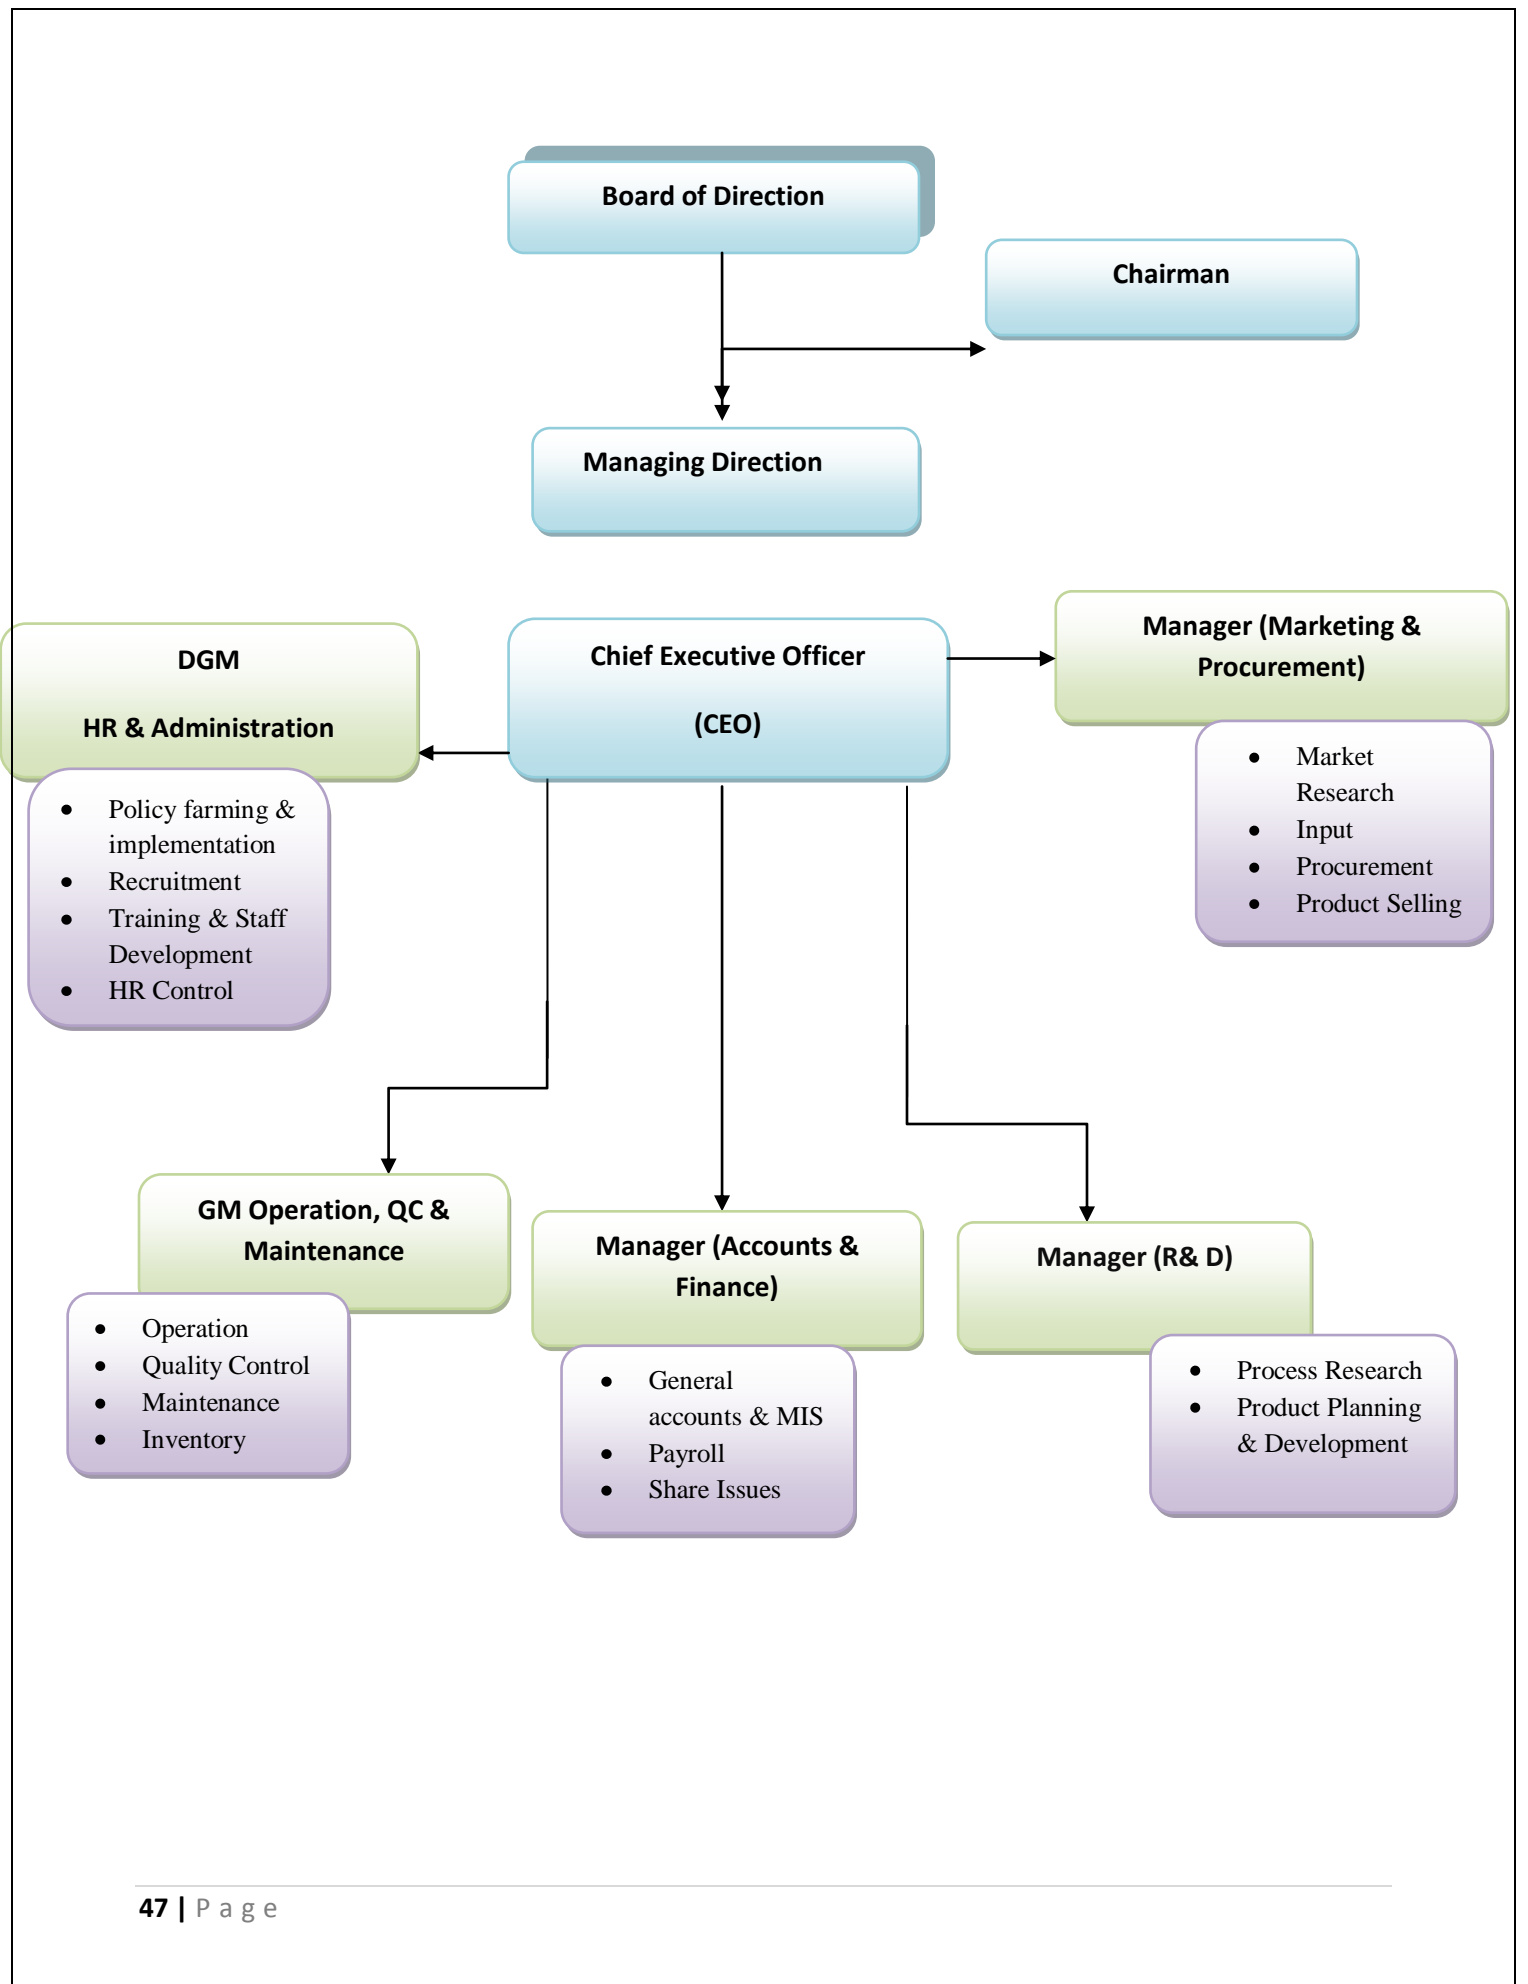 Board of Direction
Chairman
Managing Direction
DGM
HR & Administration
Chief Executive Officer
(CEO)
Manager (Marketing &
Procurement)
• Policy farming &
implementation
• Recruitment
• Training & Staff
Development
• HR Control
• Market
Research
• Input
• Procurement
• Product Selling
GM Operation, QC &
Maintenance
• Operation
• Quality Control
• Maintenance
• Inventory
Manager (Accounts &
Finance)
• General
accounts & MIS
• Payroll
• Share Issues
Manager (R& D)
• Process Research
• Product Planning
& Development
47 | P a g e